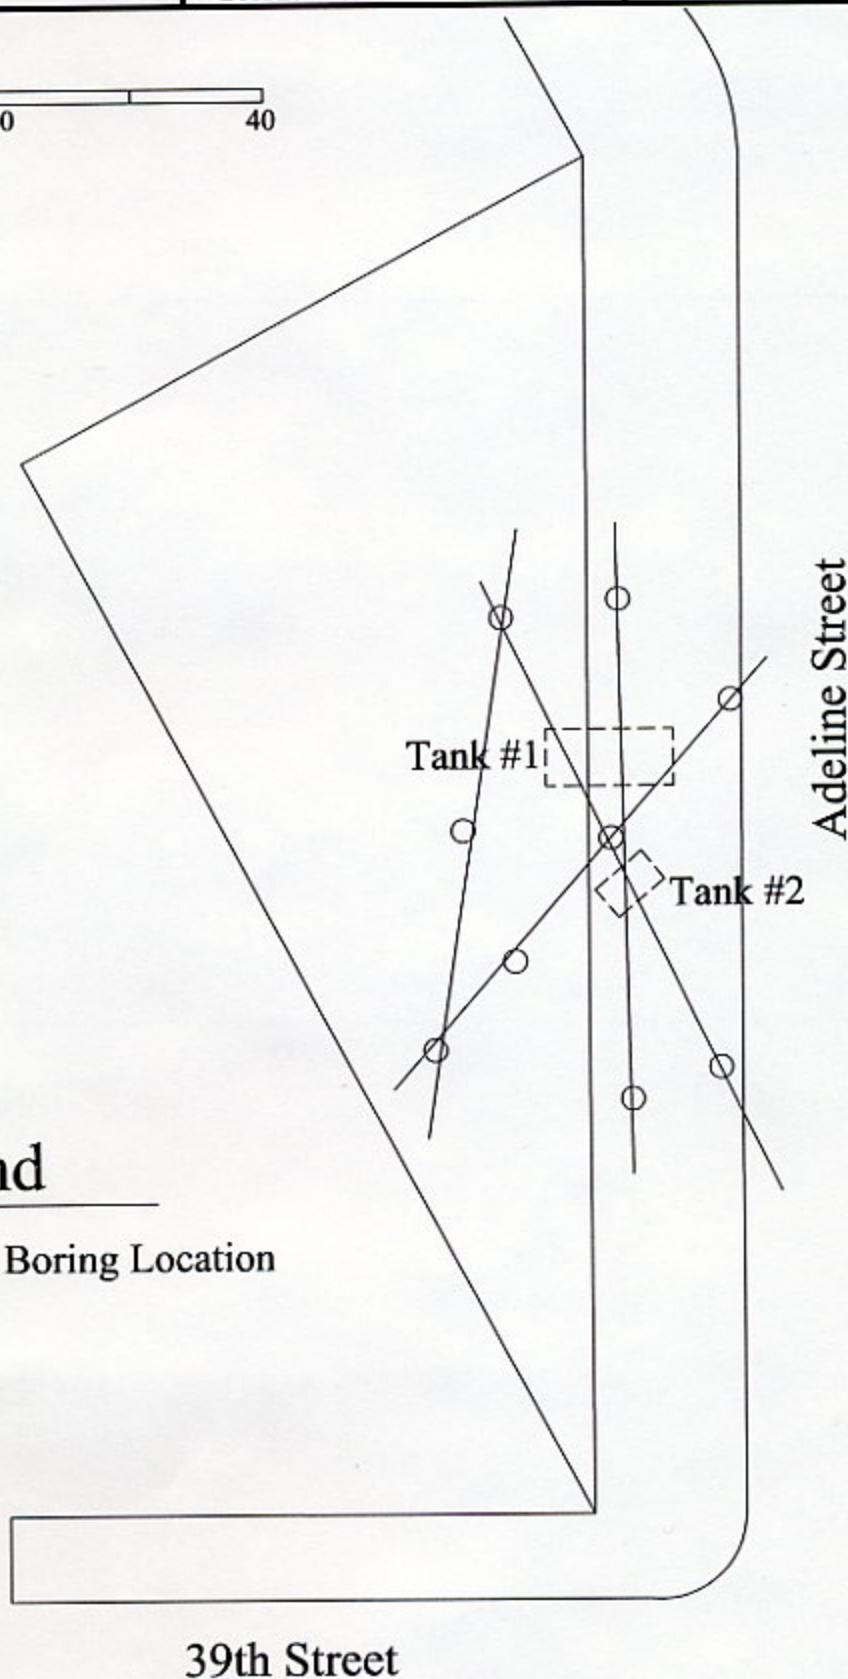 0 40
Adeline Street
Tank #1
Tank #2
nd
Boring Location
39th Street